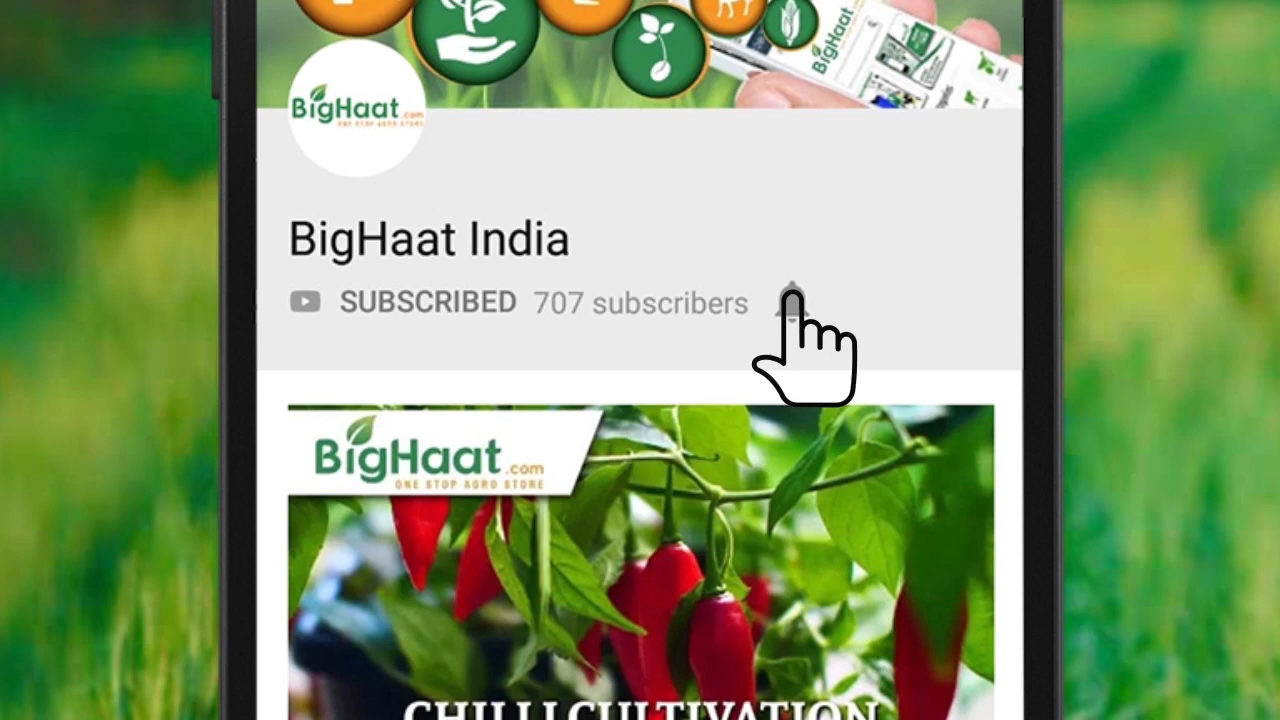 BigHaat
BigHaat.com
ONE STOP AGRO STORE
BigHaat India
SUBSCRIBED 707 subscribers
BigHaat.com
ONE STOP AGRO STORE
CHILLI CULTIVATION